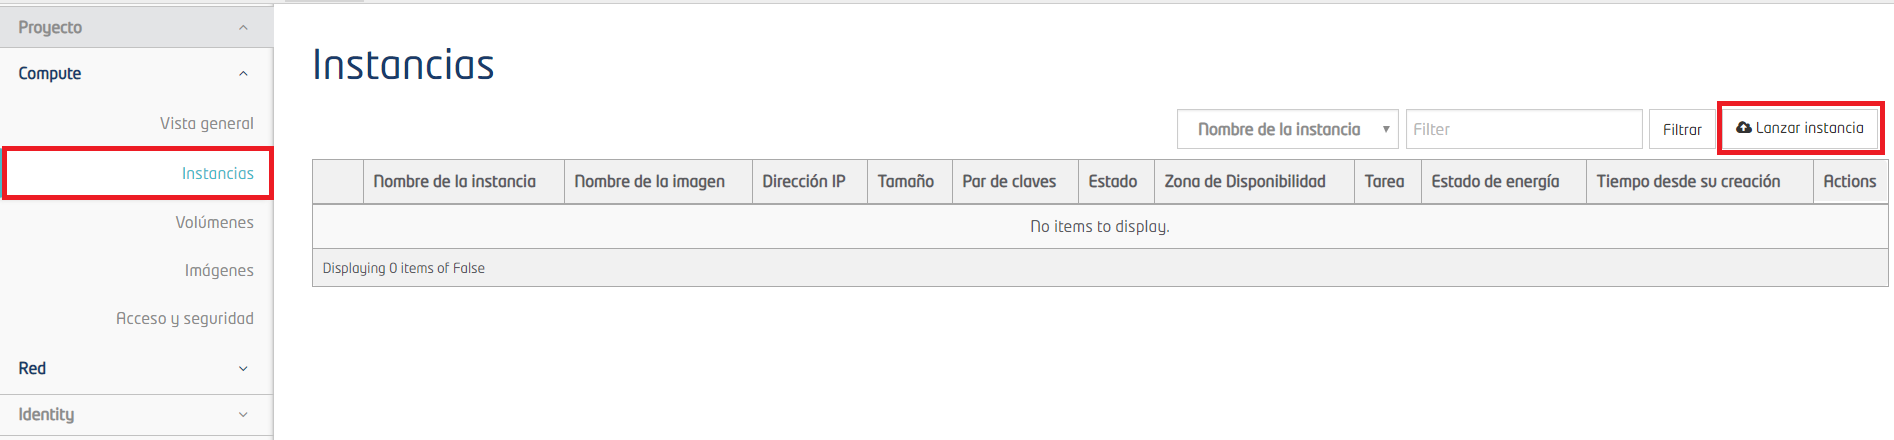 Proyecto
Compute
Vista general
Instancias
Volúmenes
Imágenes
Acceso y seguridad
Red
Identity
Instancias
Nombre de la instancia Filter Filtrar Lanzar instancia
Nombre de la instancia Nombre de la imagen Dirección IP Tamaño Par de claves Estado Zona de Disponibilidad Tarea Estado de energía Tiempo desde su creación Actions
No items to display.
Displaying 0 items of False